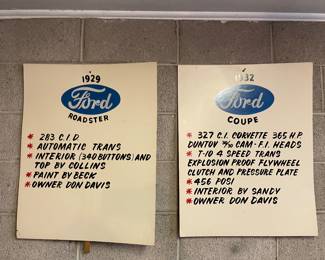 1929
Ford
ROADSTER
* 283 C.I.D.
* AUTOMATIC TRANS
* INTERIOR (340 BUTTONS) AND
TOP BY COLLINS
* PAINT BY BECK
* OWNER DON DAVIS
1932
Ford
COUPE
* 327 C.I. CORVETTE 365 H.P.
DUNTOV 30/30 CAM - F.I. HEADS
* T-10 4 SPEED TRANS
EXPLOSION PROOF FLYWHEEL
CLUTCH AND PRESSURE PLATE
* 456 POSI
* INTERIOR BY SANDY
* OWNER DON DAVIS